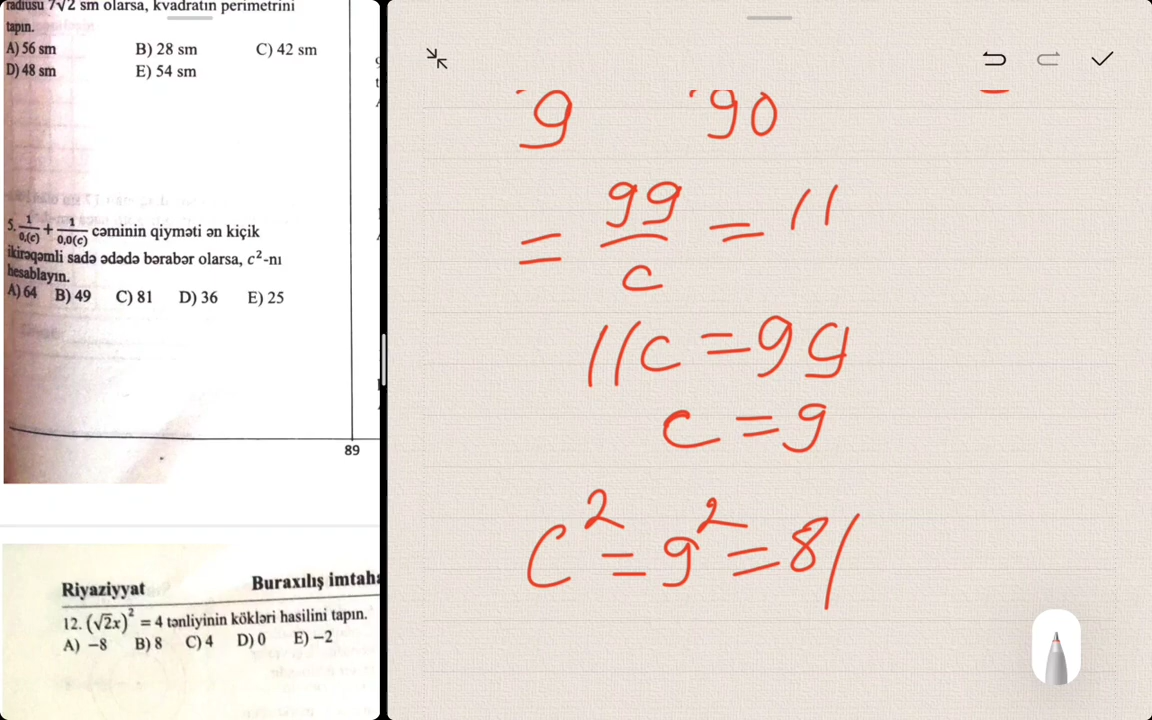 radiusu 7√2 sm olarsa, kvadratın perimetrini
tapın.
A) 56 sm B) 28 sm C) 42 sm
D) 48 sm E) 54 sm
5. 1/0,(c) + 1/0,0(c) cəminin qiyməti ən kiçik
ikirəqəmli sadə ədədə bərabər olarsa, c²-nı
hesablayın.
A) 64 B) 49 C) 81 D) 36 E) 25
89
Riyaziyyat Buraxılış imtaha
12. (√2x)² = 4 tənliyinin kökləri hasilini tapın.
A) −8 B) 8 C) 4 D) 0 E) −2
9 90
= 99/c = 11
11c = 99
c = 9
c² = 9² = 81